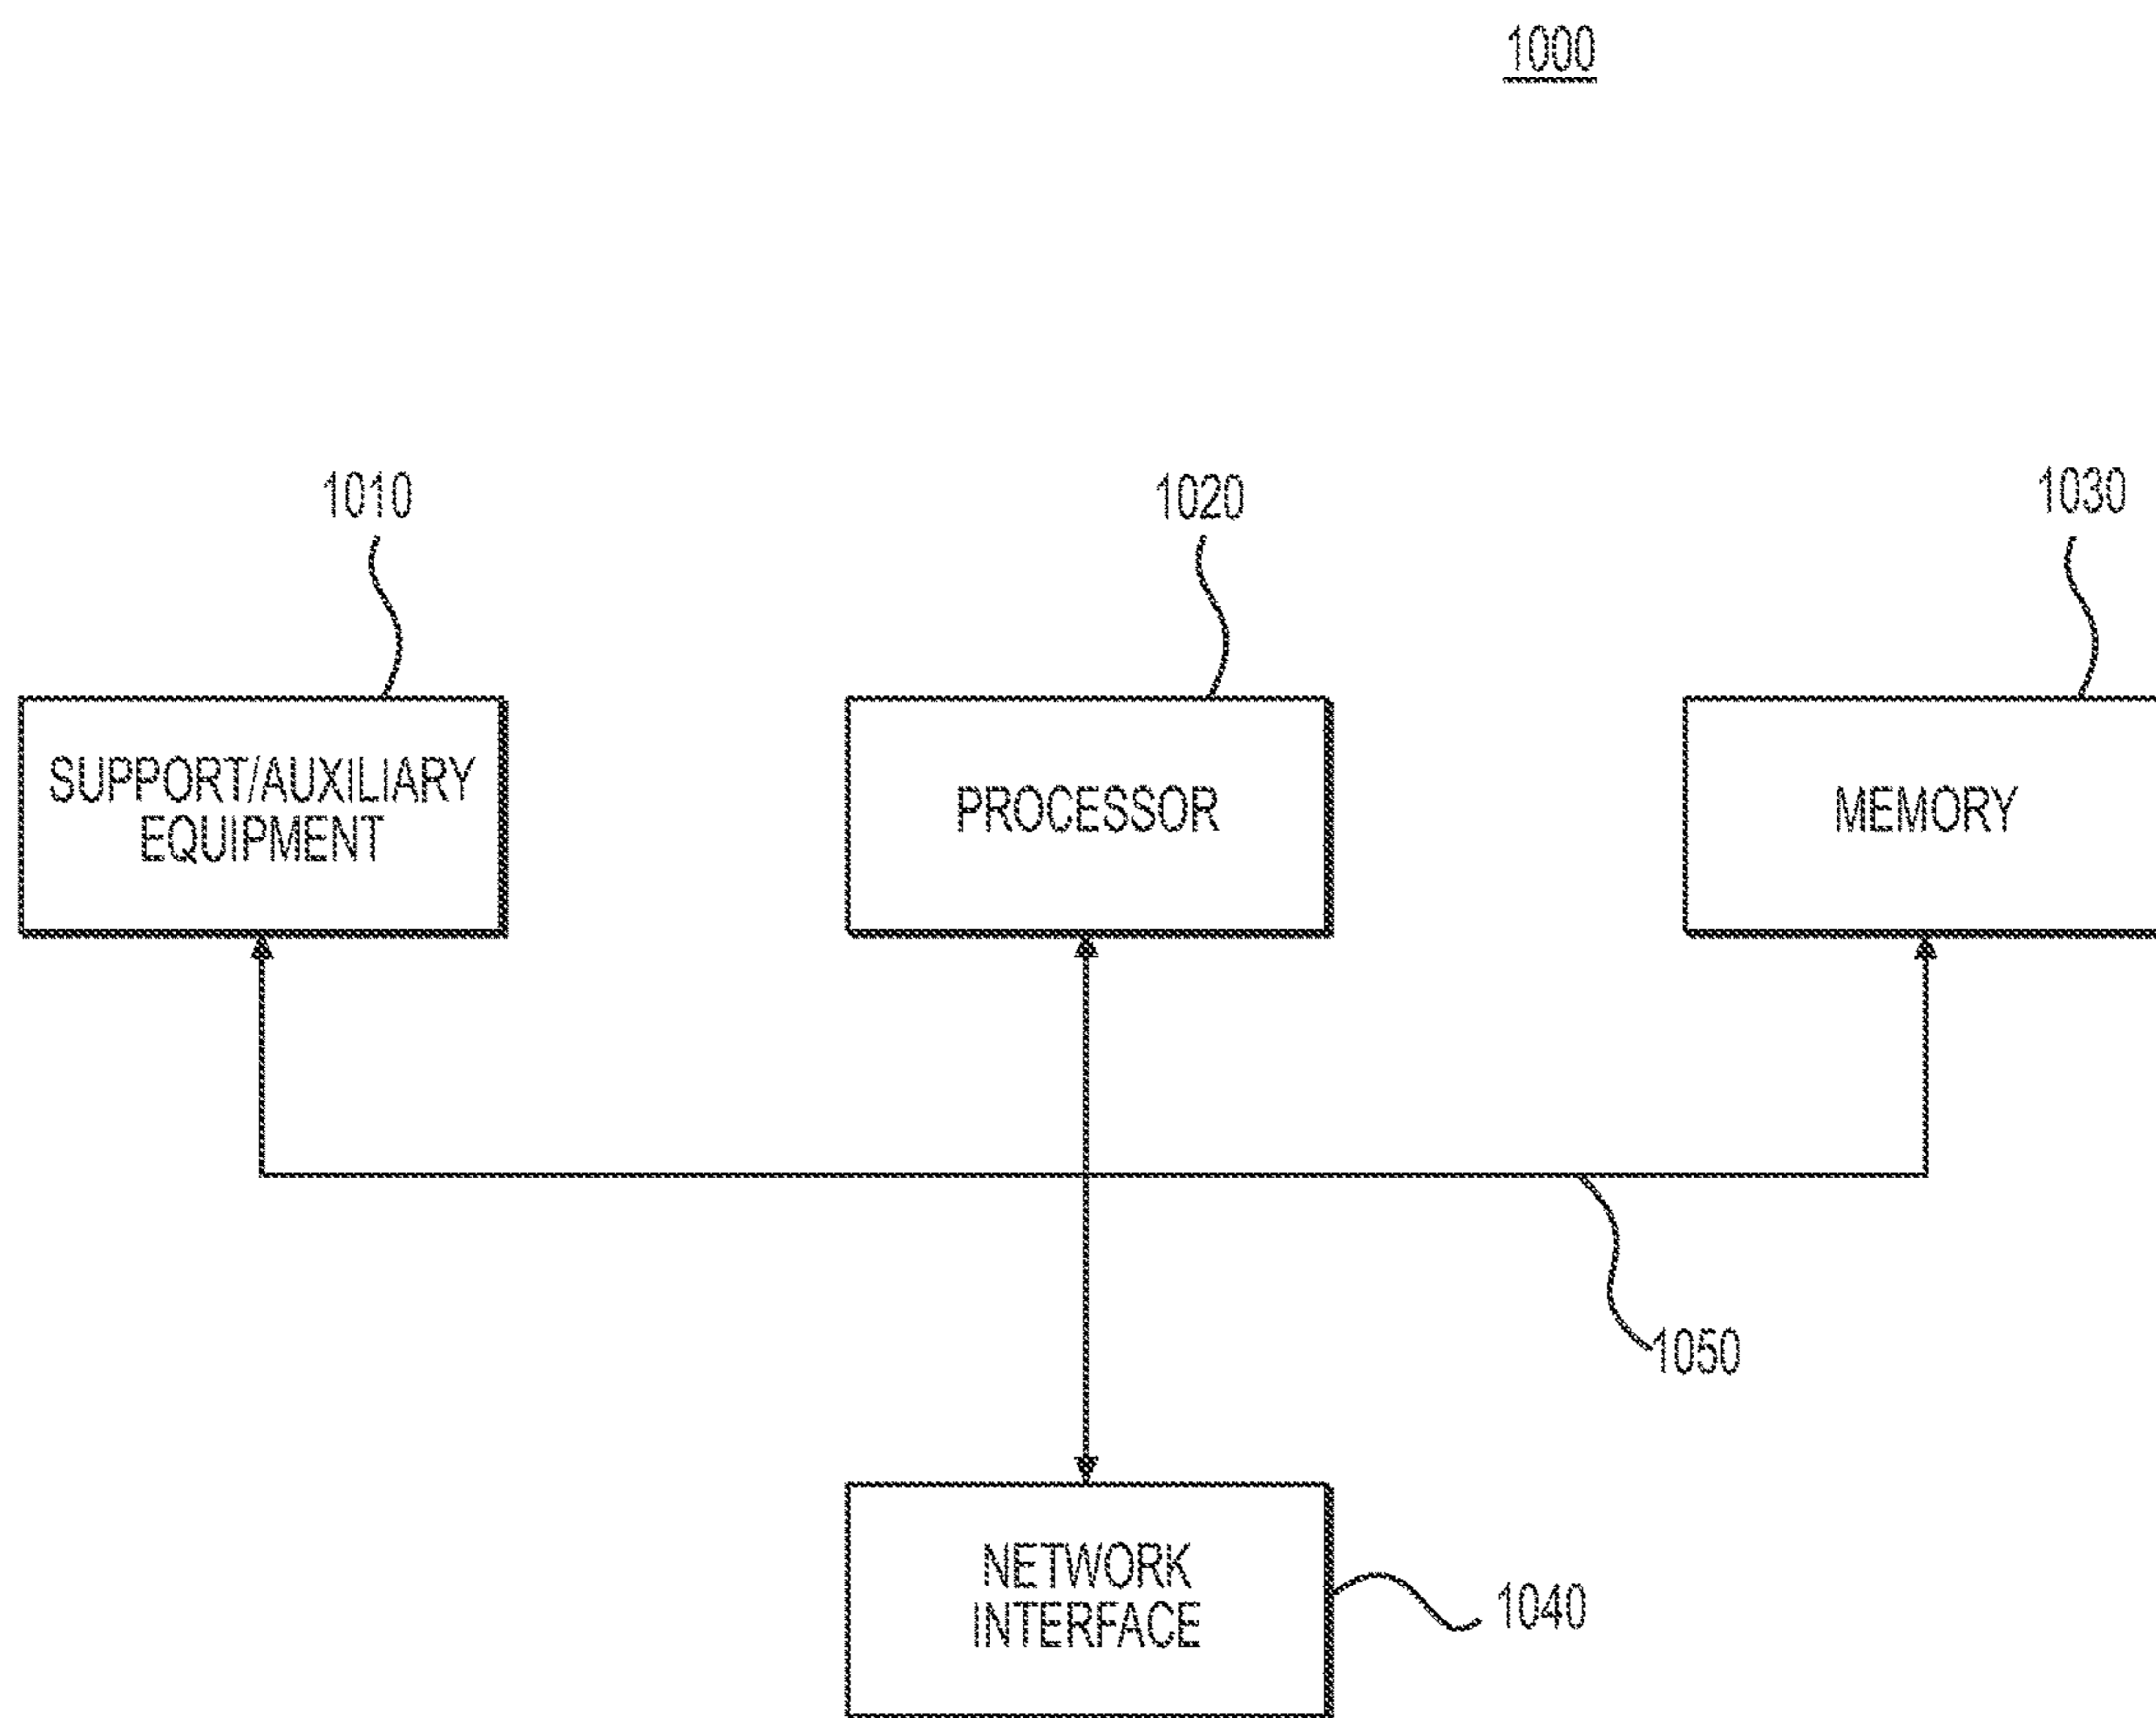 1000
1010
1020
1030
SUPPORT/AUXILIARY
EQUIPMENT
PROCESSOR
MEMORY
1050
NETWORK
INTERFACE
1040